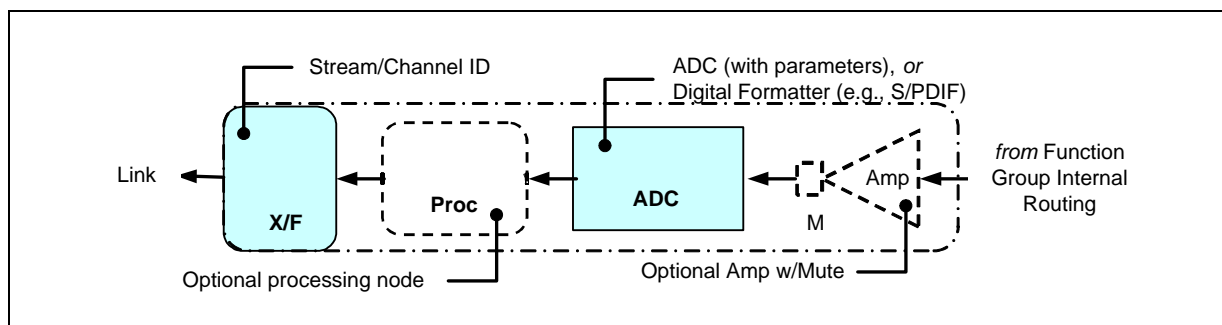 Stream/Channel ID
ADC (with parameters), or
Digital Formatter (e.g., S/PDIF)
Link
X/F
Proc
ADC
M
Amp
from Function
Group Internal
Routing
Optional processing node
Optional Amp w/Mute